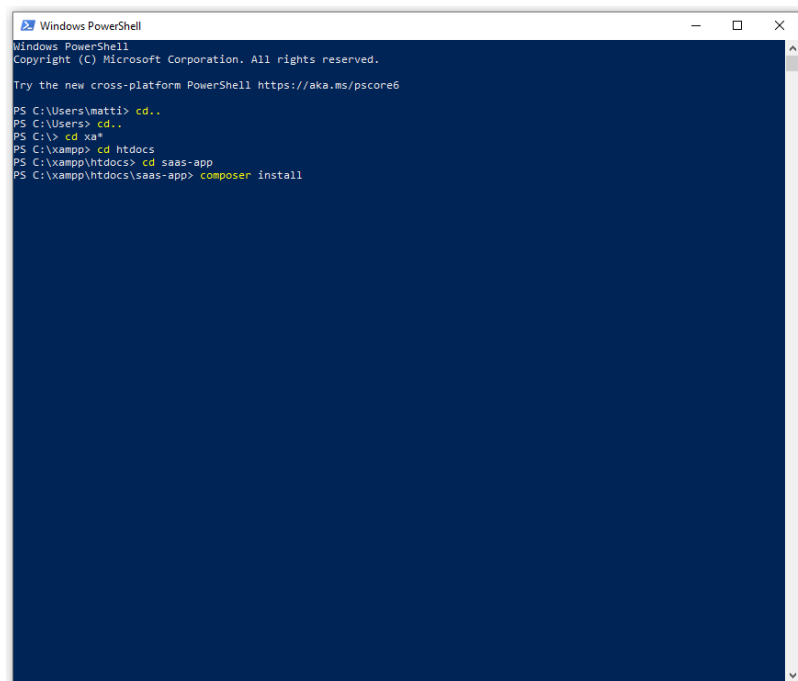 Windows PowerShell
Windows PowerShell
Copyright (C) Microsoft Corporation. All rights reserved.
Try the new cross-platform PowerShell https://aka.ms/pscore6
PS C:\Users\matti> cd..
PS C:\Users> cd..
PS C:\> cd xa*
PS C:\xampp> cd htdocs
PS C:\xampp\htdocs> cd saas-app
PS C:\xampp\htdocs\saas-app> composer install